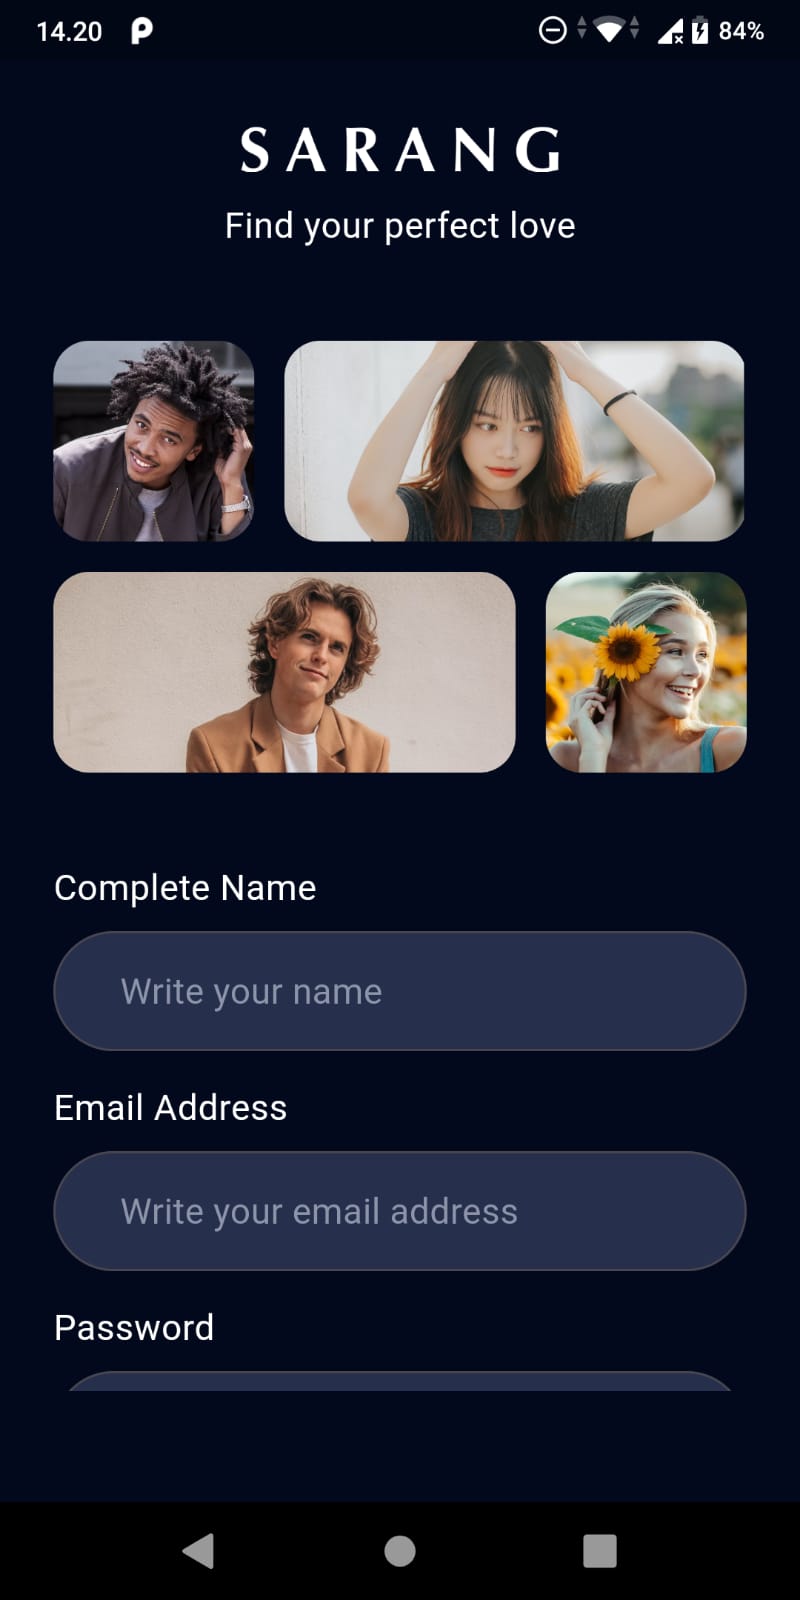 14.20
84%
SARANG
Find your perfect love
Complete Name
Write your name
Email Address
Write your email address
Password